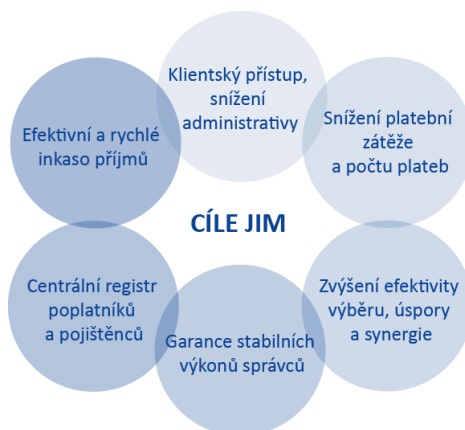 Klientský přístup,
snížení
administrativy
Snížení platební
zátěže
a počtu plateb
Zvýšení efektivity
výběru, úspory
a synergie
Garance stabilních
výkonů správců
Centrální registr
poplatníků
a pojištěnců
Efektivní a rychlé
inkaso příjmů
CÍLE JIM